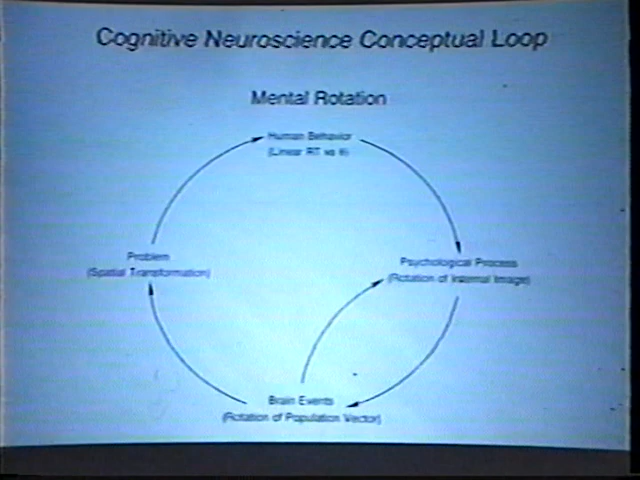 Cognitive Neuroscience Conceptual Loop
Mental Rotation
Human Behavior
(Linear RT vs θ)
Problem
(Spatial Transformation)
Psychological Process
(Rotation of Internal Image)
Brain Events
(Rotation of Population Vector)